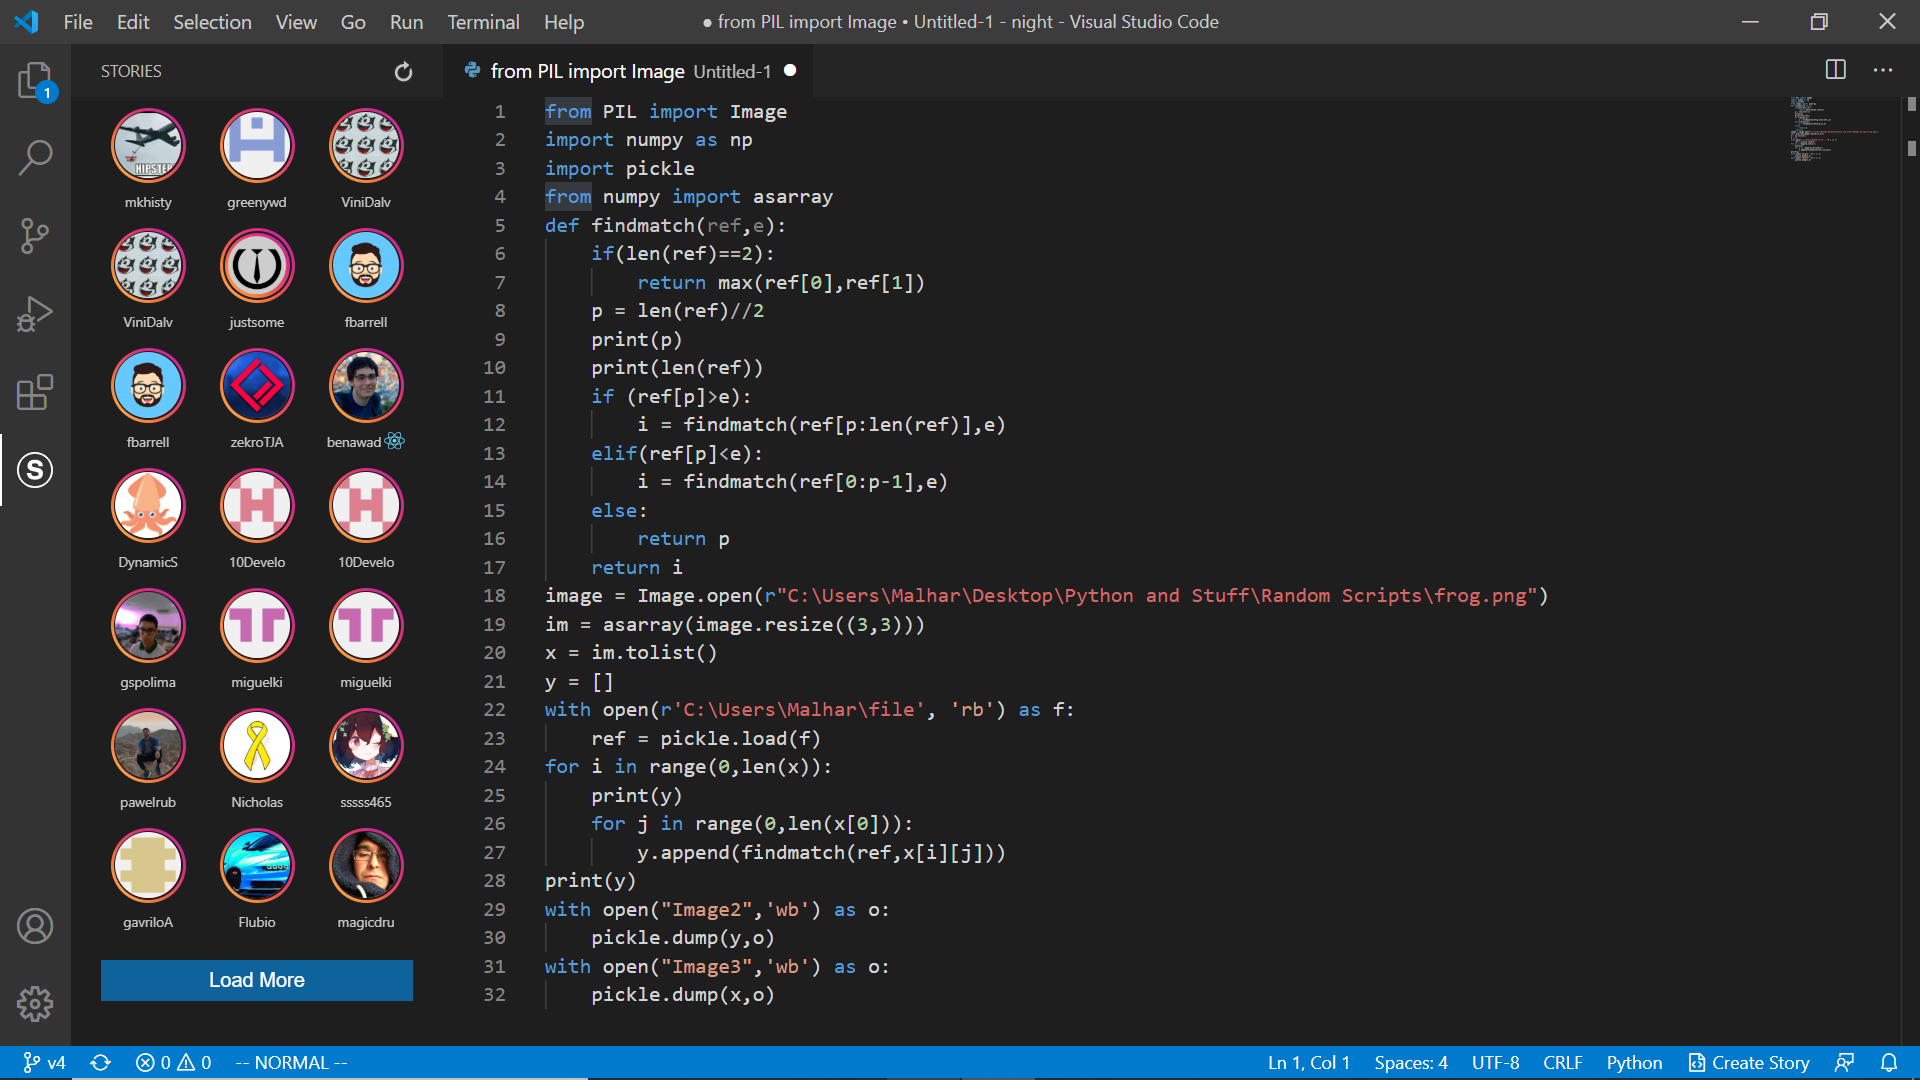 File Edit Selection View Go Run Terminal Help
● from PIL import Image • Untitled-1 - night - Visual Studio Code
1
STORIES
HIPSTER
mkhisty greenywd ViniDalv
ViniDalv justsome fbarrell
fbarrell zekroTJA benawad
DynamicS 10Develo 10Develo
gspolima miguelki miguelki
pawelrub Nicholas sssss465
gavriloA Flubio magicdru
Load More
from PIL import Image Untitled-1
1 from PIL import Image
2 import numpy as np
3 import pickle
4 from numpy import asarray
5 def findmatch(ref,e):
6 if(len(ref)==2):
7 return max(ref[0],ref[1])
8 p = len(ref)//2
9 print(p)
10 print(len(ref))
11 if (ref[p]>e):
12 i = findmatch(ref[p:len(ref)],e)
13 elif(ref[p]<e):
14 i = findmatch(ref[0:p-1],e)
15 else:
16 return p
17 return i
18 image = Image.open(r"C:\Users\Malhar\Desktop\Python and Stuff\Random Scripts\frog.png")
19 im = asarray(image.resize((3,3)))
20 x = im.tolist()
21 y = []
22 with open(r'C:\Users\Malhar\file', 'rb') as f:
23 ref = pickle.load(f)
24 for i in range(0,len(x)):
25 print(y)
26 for j in range(0,len(x[0])):
27 y.append(findmatch(ref,x[i][j]))
28 print(y)
29 with open("Image2",'wb') as o:
30 pickle.dump(y,o)
31 with open("Image3",'wb') as o:
32 pickle.dump(x,o)
v4 0 0 -- NORMAL -- Ln 1, Col 1 Spaces: 4 UTF-8 CRLF Python Create Story